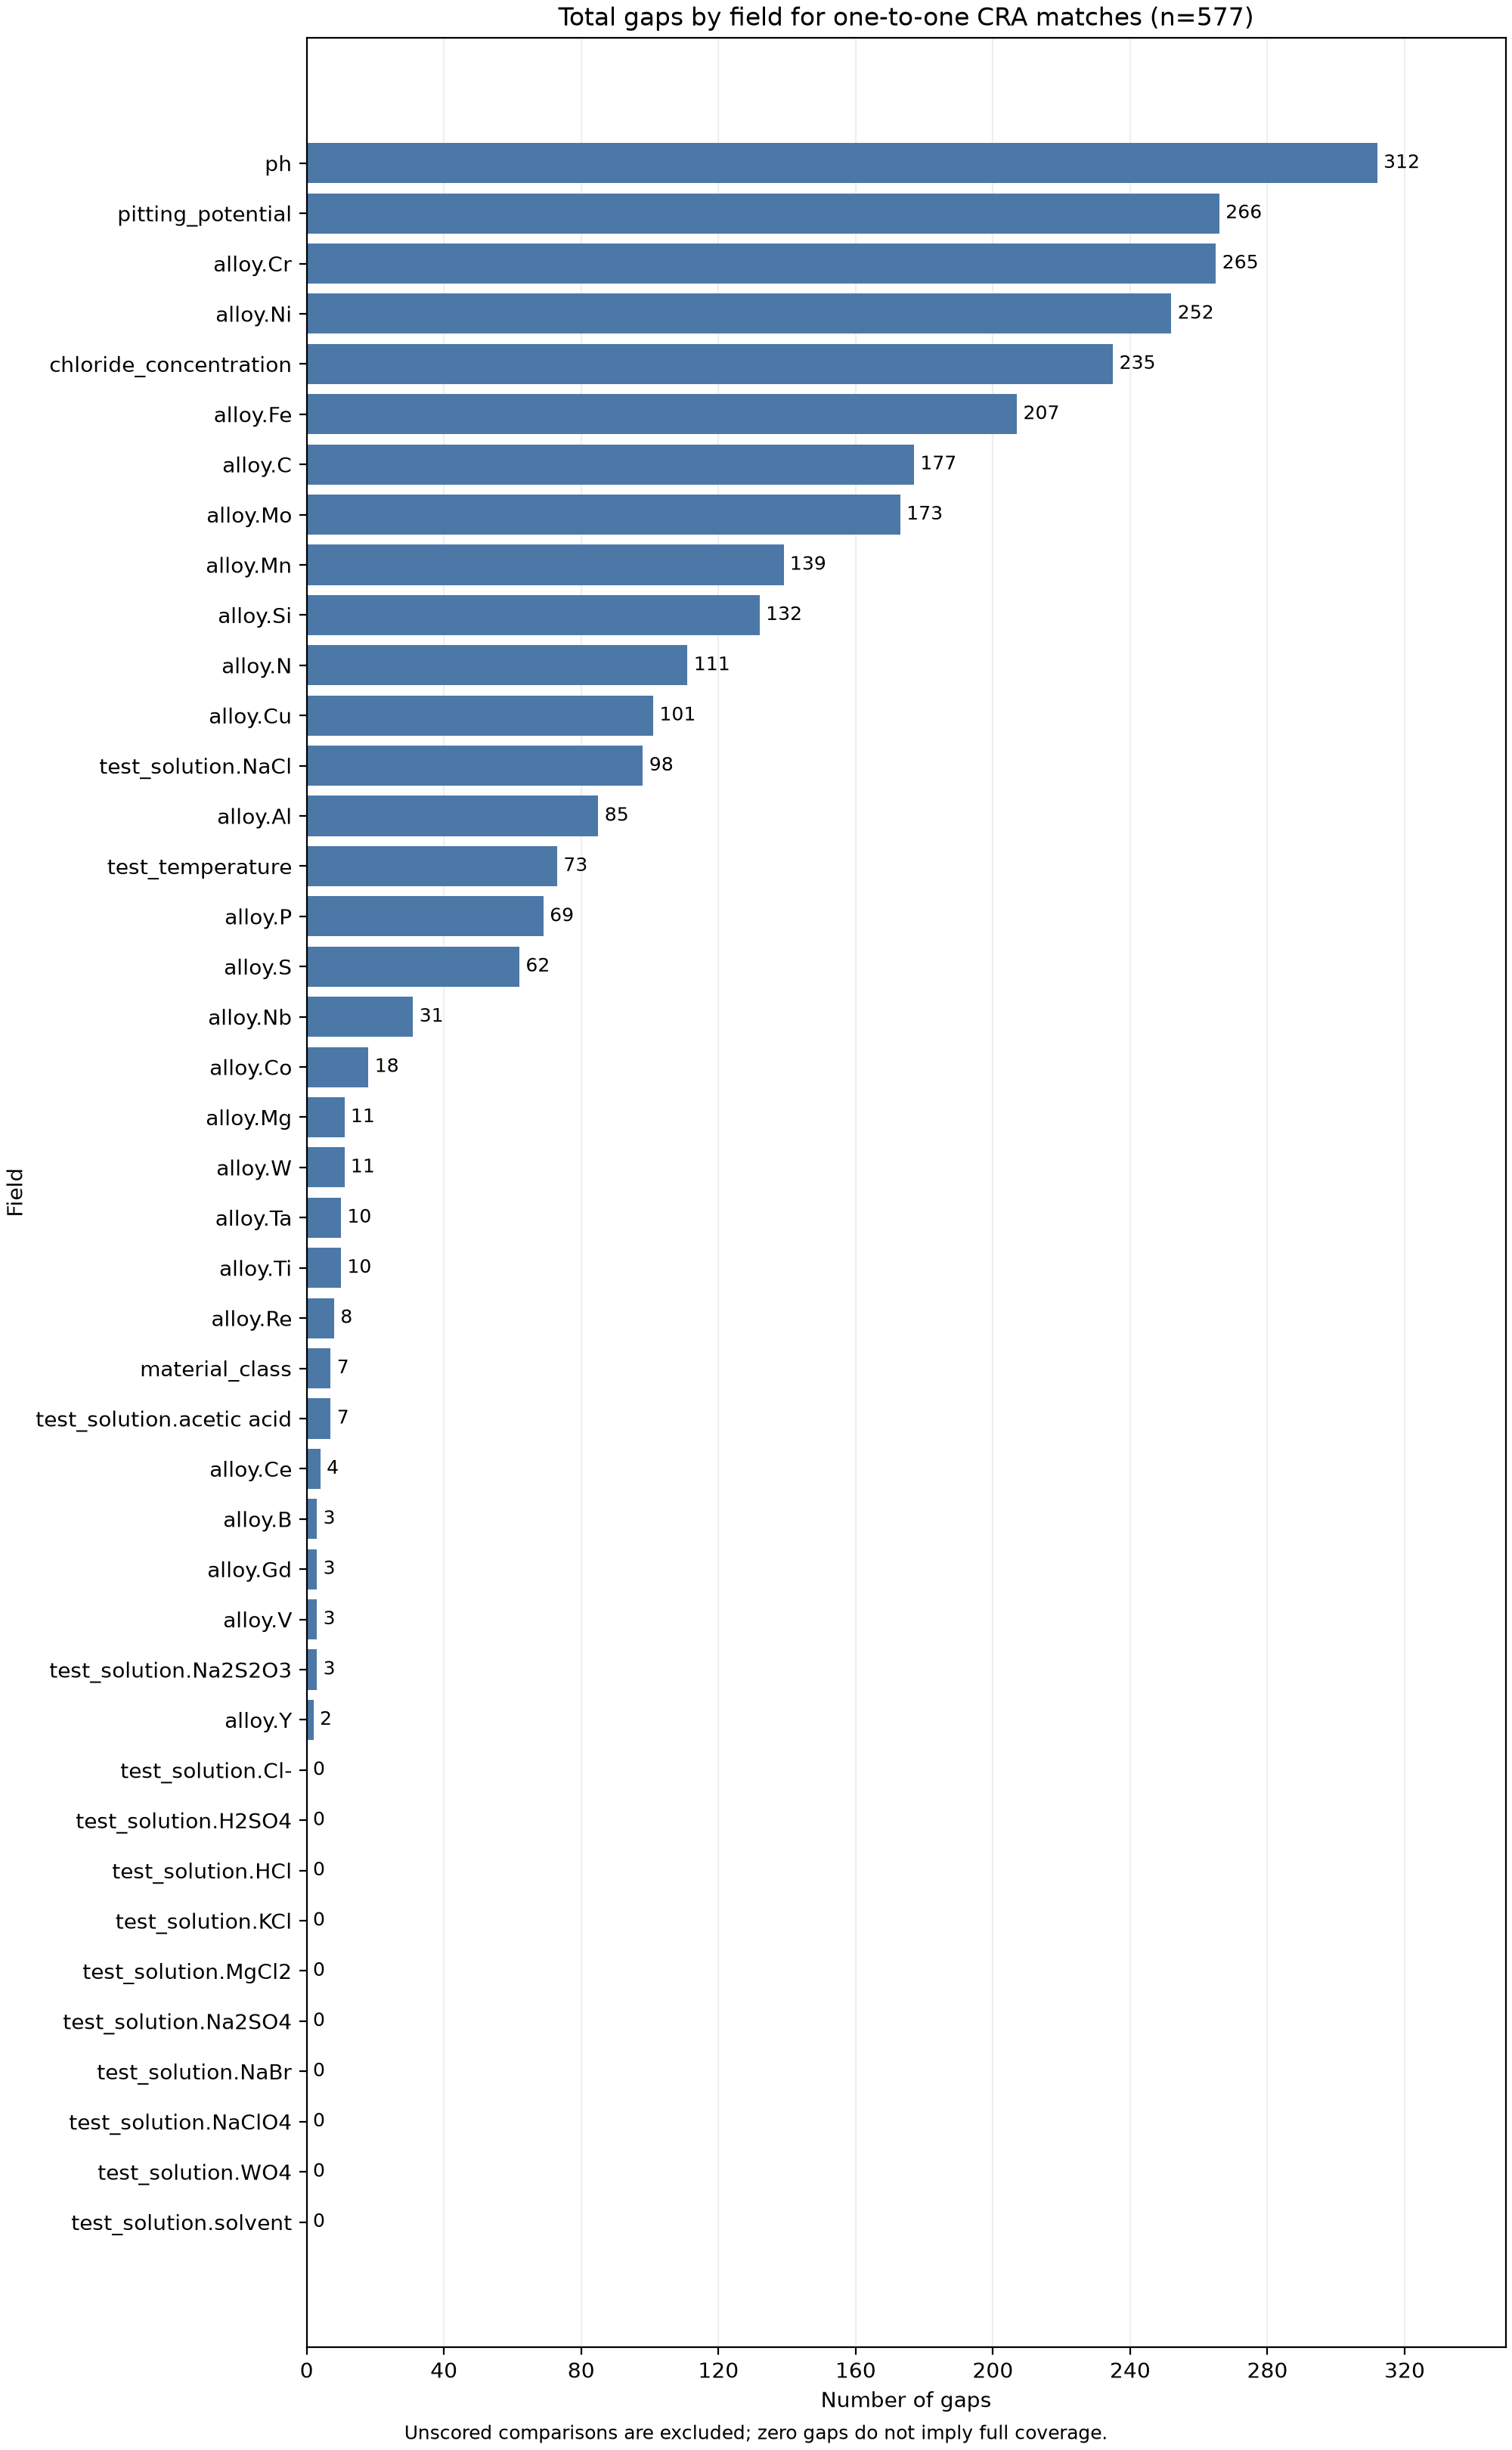 Total gaps by field for one-to-one CRA matches (n=577)
ph 312
pitting_potential 266
alloy.Cr 265
alloy.Ni 252
chloride_concentration 235
alloy.Fe 207
alloy.C 177
alloy.Mo 173
alloy.Mn 139
alloy.Si 132
alloy.N 111
alloy.Cu 101
test_solution.NaCl 98
alloy.Al 85
test_temperature 73
alloy.P 69
alloy.S 62
alloy.Nb 31
alloy.Co 18
alloy.Mg 11
alloy.W 11
alloy.Ta 10
alloy.Ti 10
alloy.Re 8
material_class 7
test_solution.acetic acid 7
alloy.Ce 4
alloy.B 3
alloy.Gd 3
alloy.V 3
test_solution.Na2S2O3 3
alloy.Y 2
test_solution.Cl- 0
test_solution.H2SO4 0
test_solution.HCl 0
test_solution.KCl 0
test_solution.MgCl2 0
test_solution.Na2SO4 0
test_solution.NaBr 0
test_solution.NaClO4 0
test_solution.WO4 0
test_solution.solvent 0
Field
0 40 80 120 160 200 240 280 320
Number of gaps
Unscored comparisons are excluded; zero gaps do not imply full coverage.